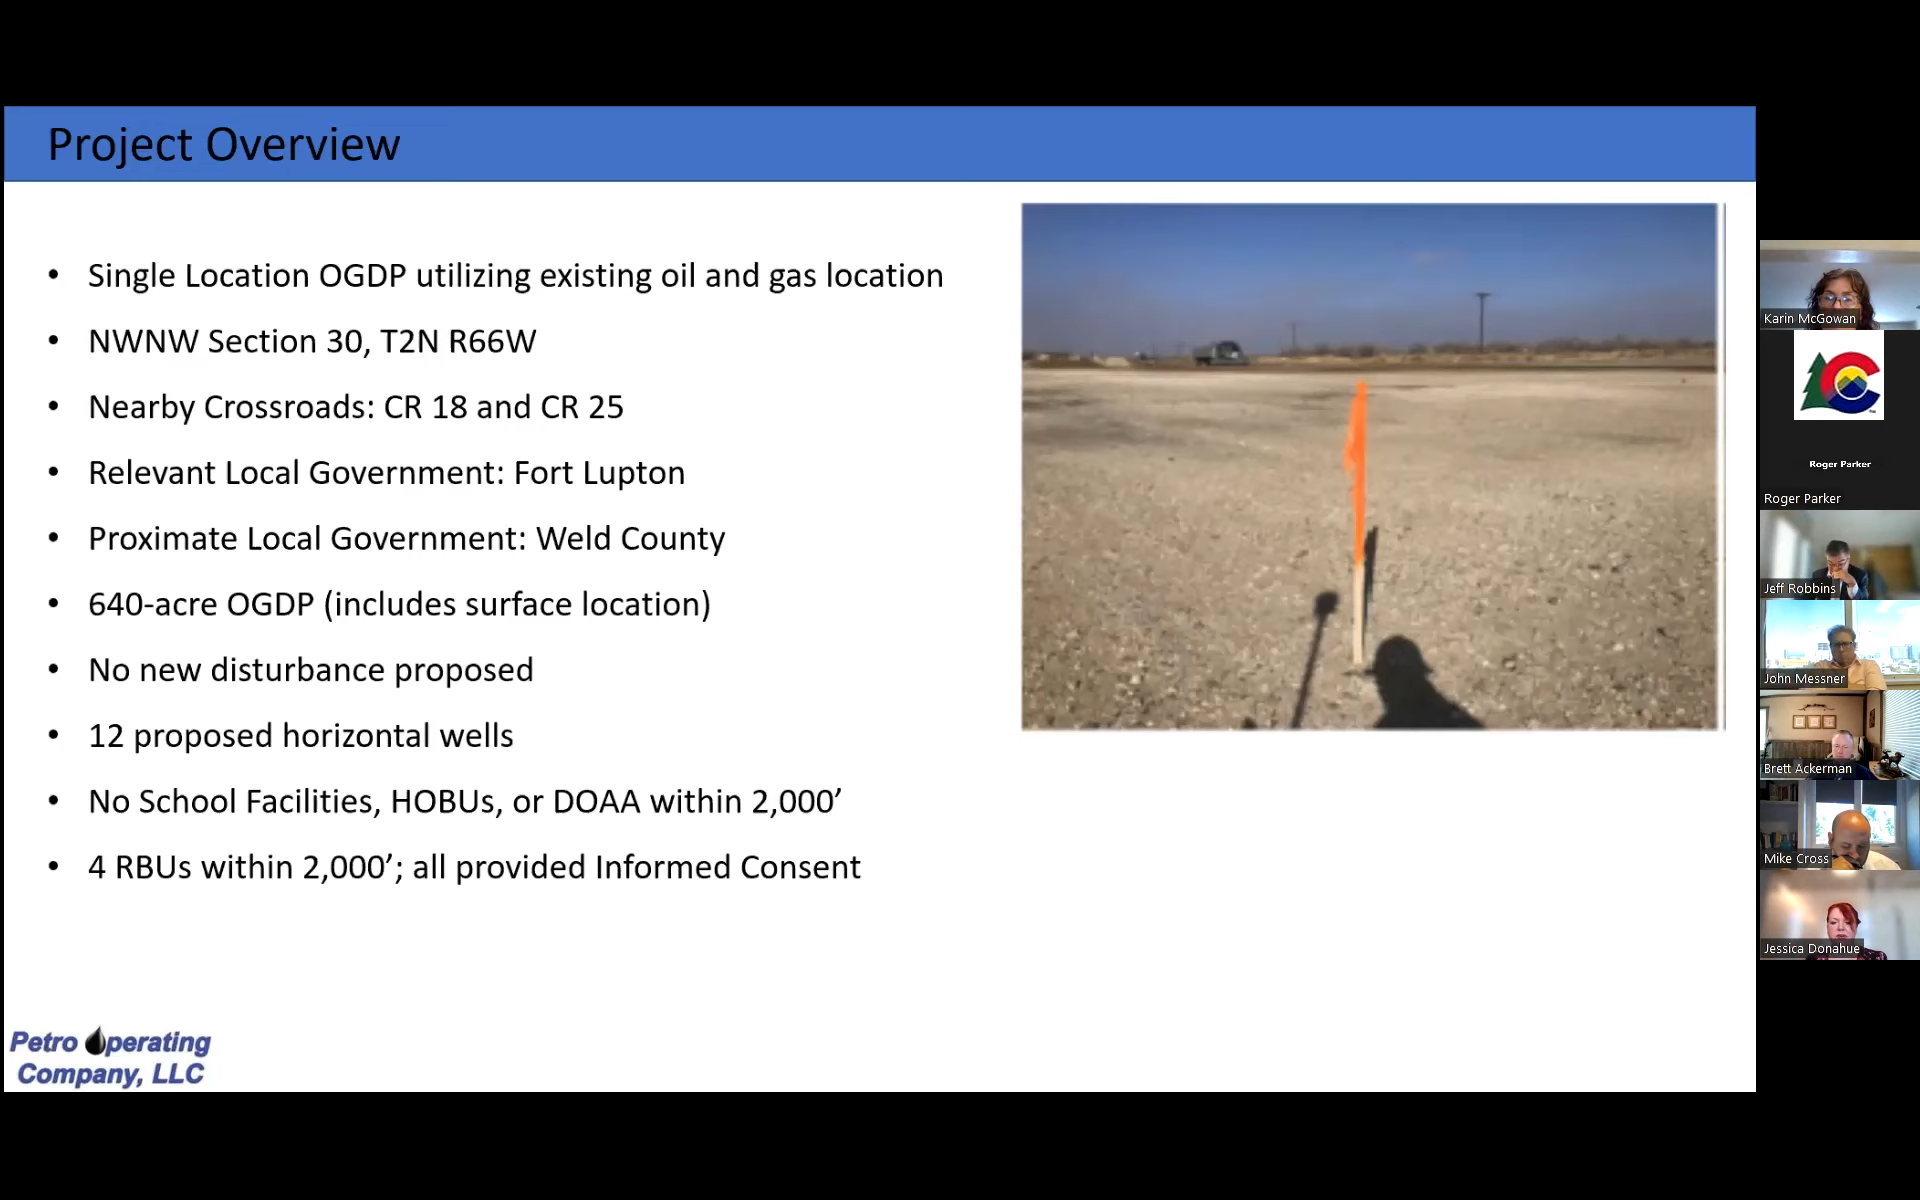 Project Overview
• Single Location OGDP utilizing existing oil and gas location
• NWNW Section 30, T2N R66W
• Nearby Crossroads: CR 18 and CR 25
• Relevant Local Government: Fort Lupton
• Proximate Local Government: Weld County
• 640-acre OGDP (includes surface location)
• No new disturbance proposed
• 12 proposed horizontal wells
• No School Facilities, HOBUs, or DOAA within 2,000’
• 4 RBUs within 2,000’; all provided Informed Consent
Petro Operating
Company, LLC
Karin McGowan
Roger Parker
Roger Parker
Jeff Robbins
John Messner
Brett Ackerman
Mike Cross
Jessica Donahue